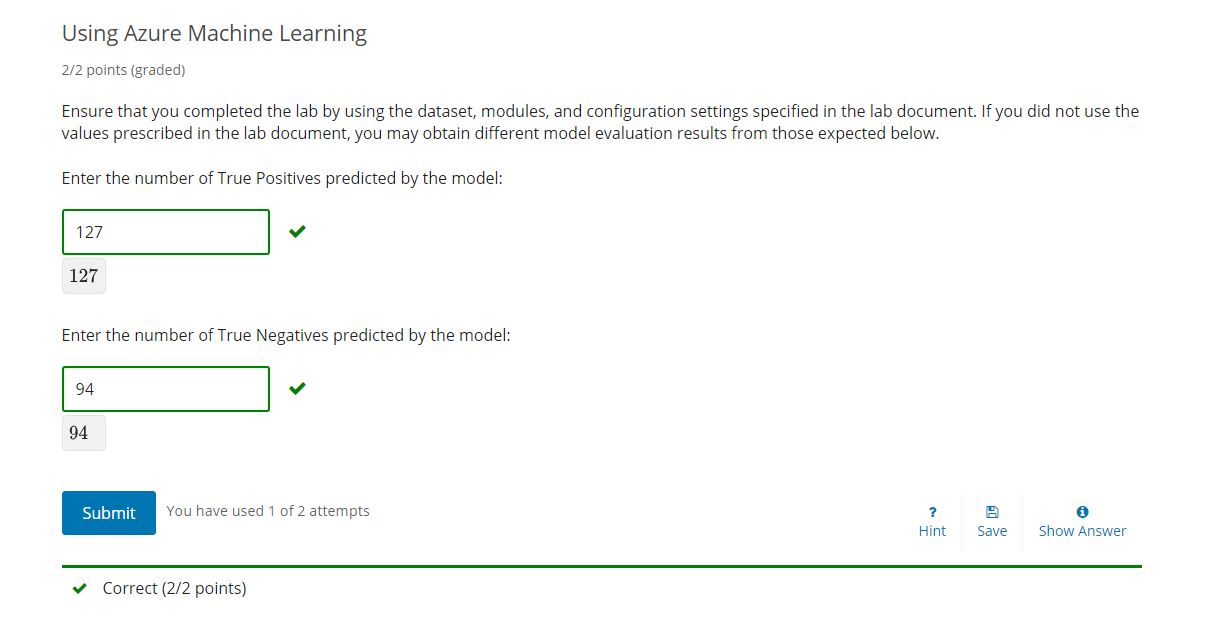 Using Azure Machine Learning
2/2 points (graded)
Ensure that you completed the lab by using the dataset, modules, and configuration settings specified in the lab document. If you did not use the
values prescribed in the lab document, you may obtain different model evaluation results from those expected below.
Enter the number of True Positives predicted by the model:
127
127
Enter the number of True Negatives predicted by the model:
94
94
Submit You have used 1 of 2 attempts
? Hint Save Show Answer
Correct (2/2 points)